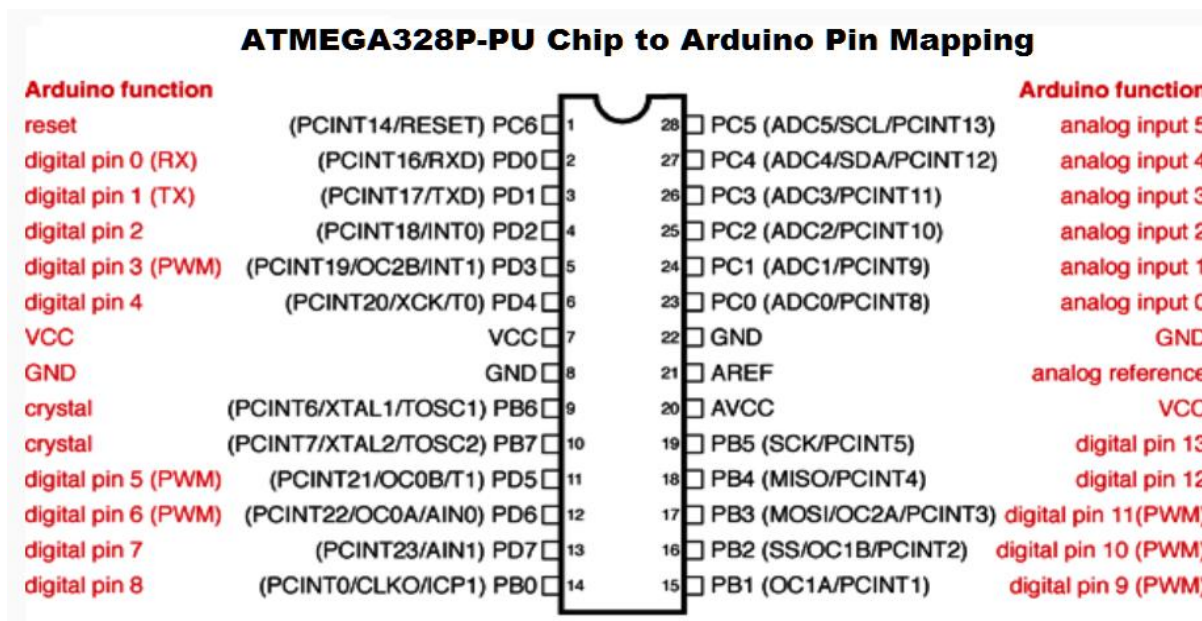 ATMEGA328P-PU Chip to Arduino Pin Mapping
Arduino function Arduino function
reset (PCINT14/RESET) PC6 1 28 PC5 (ADC5/SCL/PCINT13) analog input 5
digital pin 0 (RX) (PCINT16/RXD) PD0 2 27 PC4 (ADC4/SDA/PCINT12) analog input 4
digital pin 1 (TX) (PCINT17/TXD) PD1 3 26 PC3 (ADC3/PCINT11) analog input 3
digital pin 2 (PCINT18/INT0) PD2 4 25 PC2 (ADC2/PCINT10) analog input 2
digital pin 3 (PWM) (PCINT19/OC2B/INT1) PD3 5 24 PC1 (ADC1/PCINT9) analog input 1
digital pin 4 (PCINT20/XCK/T0) PD4 6 23 PC0 (ADC0/PCINT8) analog input 0
VCC VCC 7 22 GND GND
GND GND 8 21 AREF analog reference
crystal (PCINT6/XTAL1/TOSC1) PB6 9 20 AVCC VCC
crystal (PCINT7/XTAL2/TOSC2) PB7 10 19 PB5 (SCK/PCINT5) digital pin 13
digital pin 5 (PWM) (PCINT21/OC0B/T1) PD5 11 18 PB4 (MISO/PCINT4) digital pin 12
digital pin 6 (PWM) (PCINT22/OC0A/AIN0) PD6 12 17 PB3 (MOSI/OC2A/PCINT3) digital pin 11(PWM)
digital pin 7 (PCINT23/AIN1) PD7 13 16 PB2 (SS/OC1B/PCINT2) digital pin 10 (PWM)
digital pin 8 (PCINT0/CLKO/ICP1) PB0 14 15 PB1 (OC1A/PCINT1) digital pin 9 (PWM)